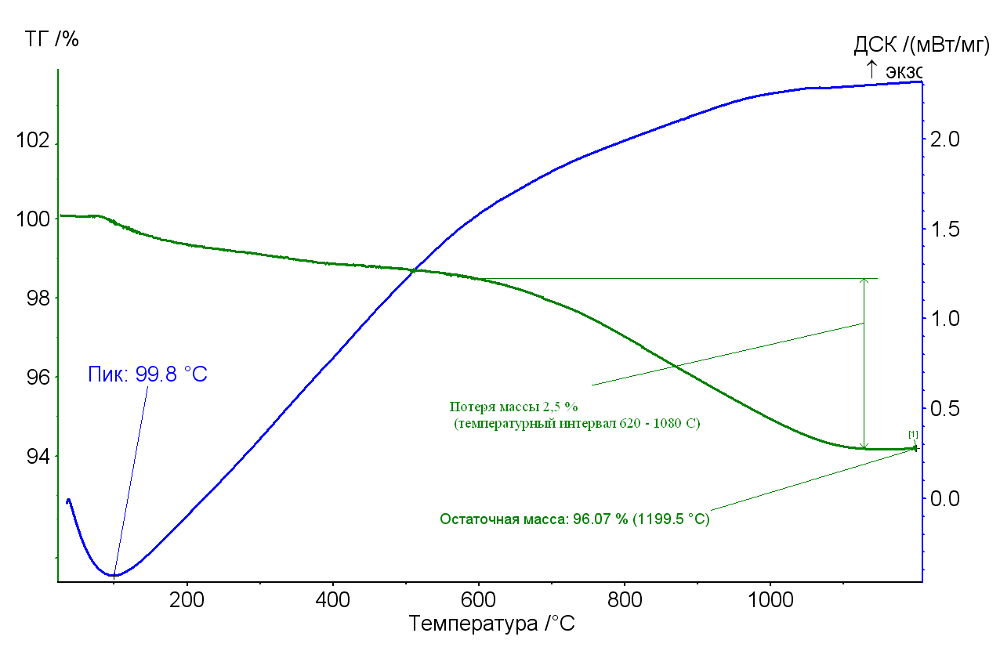 ТГ /%
ДСК /(мВт/мг)
↑ экзо
102
100
98
96
94
2.0
1.5
1.0
0.5
0.0
Пик: 99.8 °C
Потеря массы 2,5 %
(температурный интервал 620 - 1080 С)
[1]
Остаточная масса: 96.07 % (1199.5 °C)
200
400
600
800
1000
Температура /°C